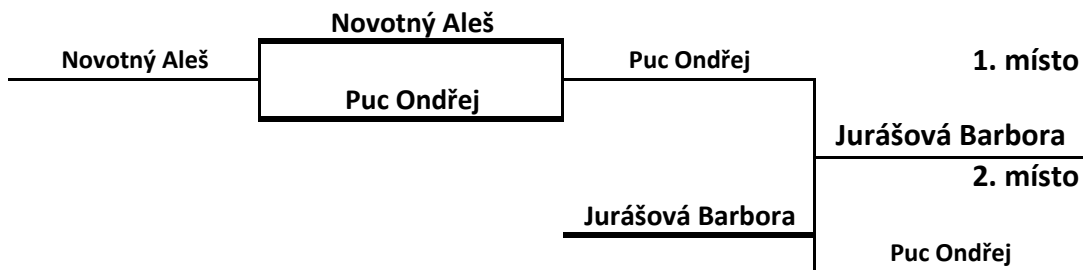 Novotný Aleš
Novotný Aleš
Puc Ondřej
1. místo
Puc Ondřej
Jurášová Barbora
2. místo
Jurášová Barbora
Puc Ondřej